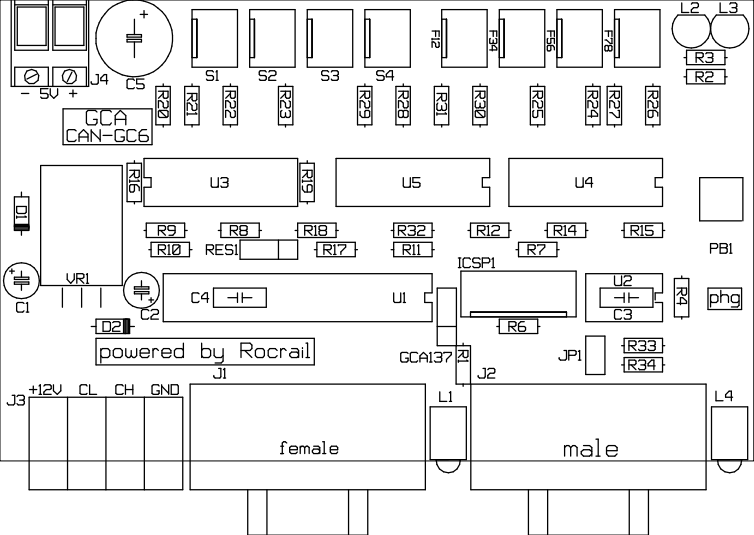 L2 L3
F12 F34 F56 F78
R3
R2
J4
- 5V +
+ C5
S1 S2 S3 S4
R20 R21 R22 R23 R29 R28 R31 R30 R25 R24 R27 R26
GCA
CAN-GC6
R16 U3 R19 U5 U4
D1
R9 R8 R18 R32 R12 R14 R15
R10 RES1 R17 R11 R7 PB1
ICSP1
+ VR1 U2
C1 C2 + C4 U1 C3 R4 phg
D2 R6
powered by Rocrail GCA137 R1 JP1 R33
R34
J1 J2
J3 +12V CL CH GND L1 L4
female male